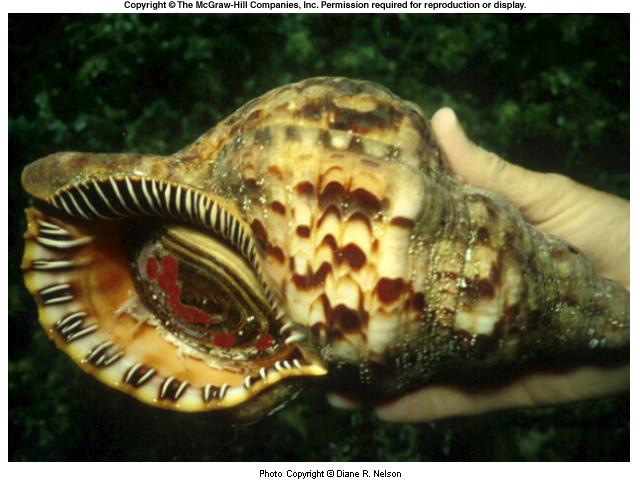 Copyright © The McGraw-Hill Companies, Inc. Permission required for reproduction or display.
Photo Copyright © Diane R. Nelson